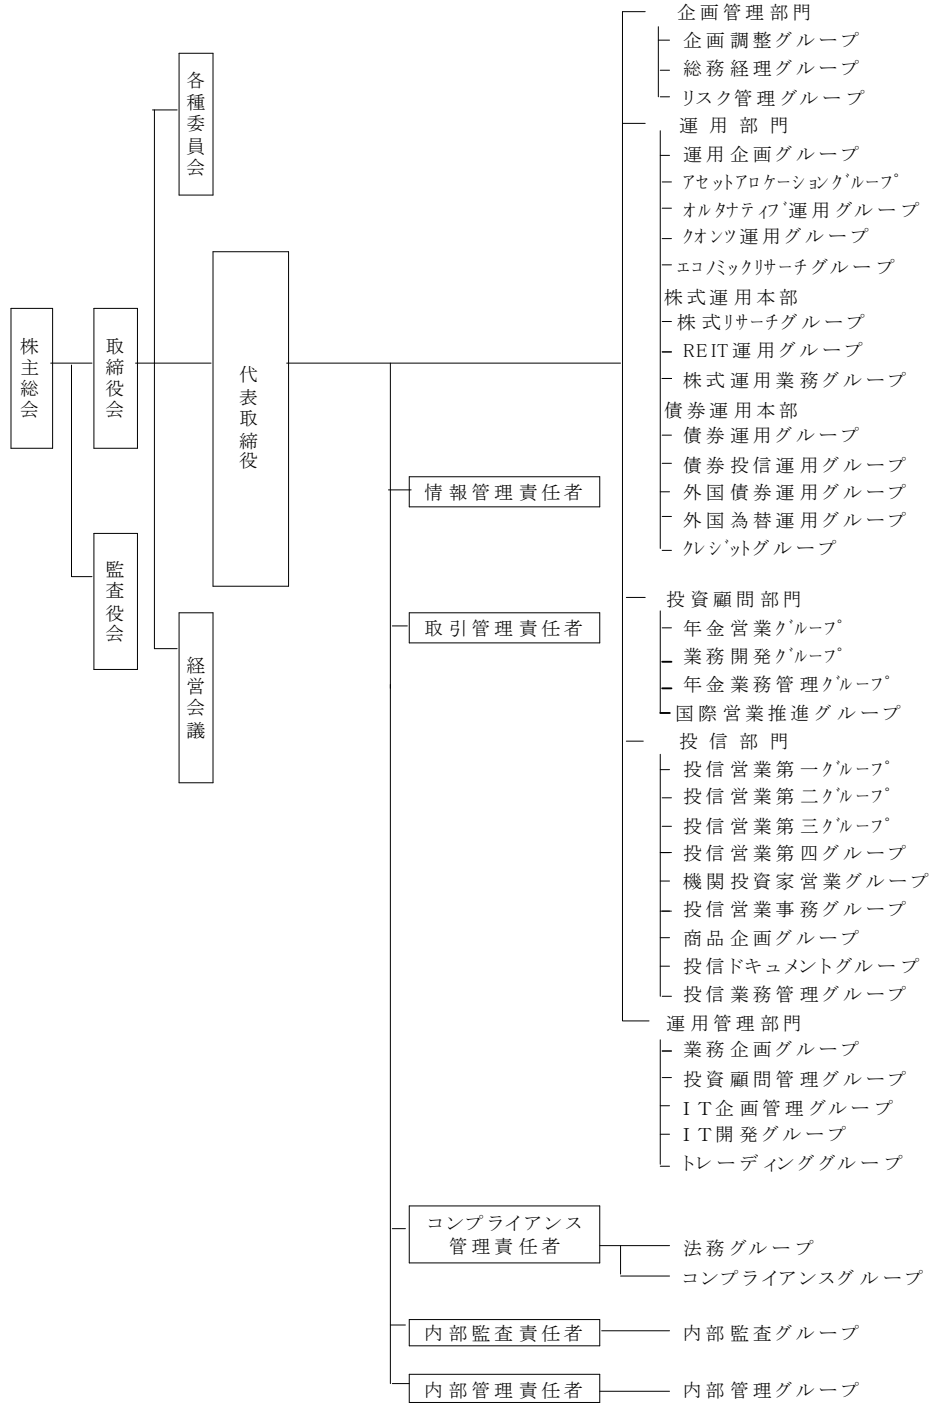 株主総会
取締役会
監査役会
各種委員会
代表取締役
経営会議
企画管理部門
企画調整グループ
総務経理グループ
リスク管理グループ
運用部門
運用企画グループ
アセットアロケーショングループ
オルタナティブ運用グループ
クオンツ運用グループ
エコノミックリサーチグループ
株式運用本部
株式リサーチグループ
REIT運用グループ
株式運用業務グループ
債券運用本部
債券運用グループ
債券投信運用グループ
外国債券運用グループ
外国為替運用グループ
クレジットグループ
情報管理責任者
取引管理責任者
投資顧問部門
年金営業グループ
業務開発グループ
年金業務管理グループ
国際営業推進グループ
投信部門
投信営業第一グループ
投信営業第二グループ
投信営業第三グループ
投信営業第四グループ
機関投資家営業グループ
投信営業事務グループ
商品企画グループ
投信ドキュメントグループ
投信業務管理グループ
運用管理部門
業務企画グループ
投資顧問管理グループ
IT企画管理グループ
IT開発グループ
トレーディンググループ
コンプライアンス
管理責任者
法務グループ
コンプライアンスグループ
内部監査責任者
内部監査グループ
内部管理責任者
内部管理グループ